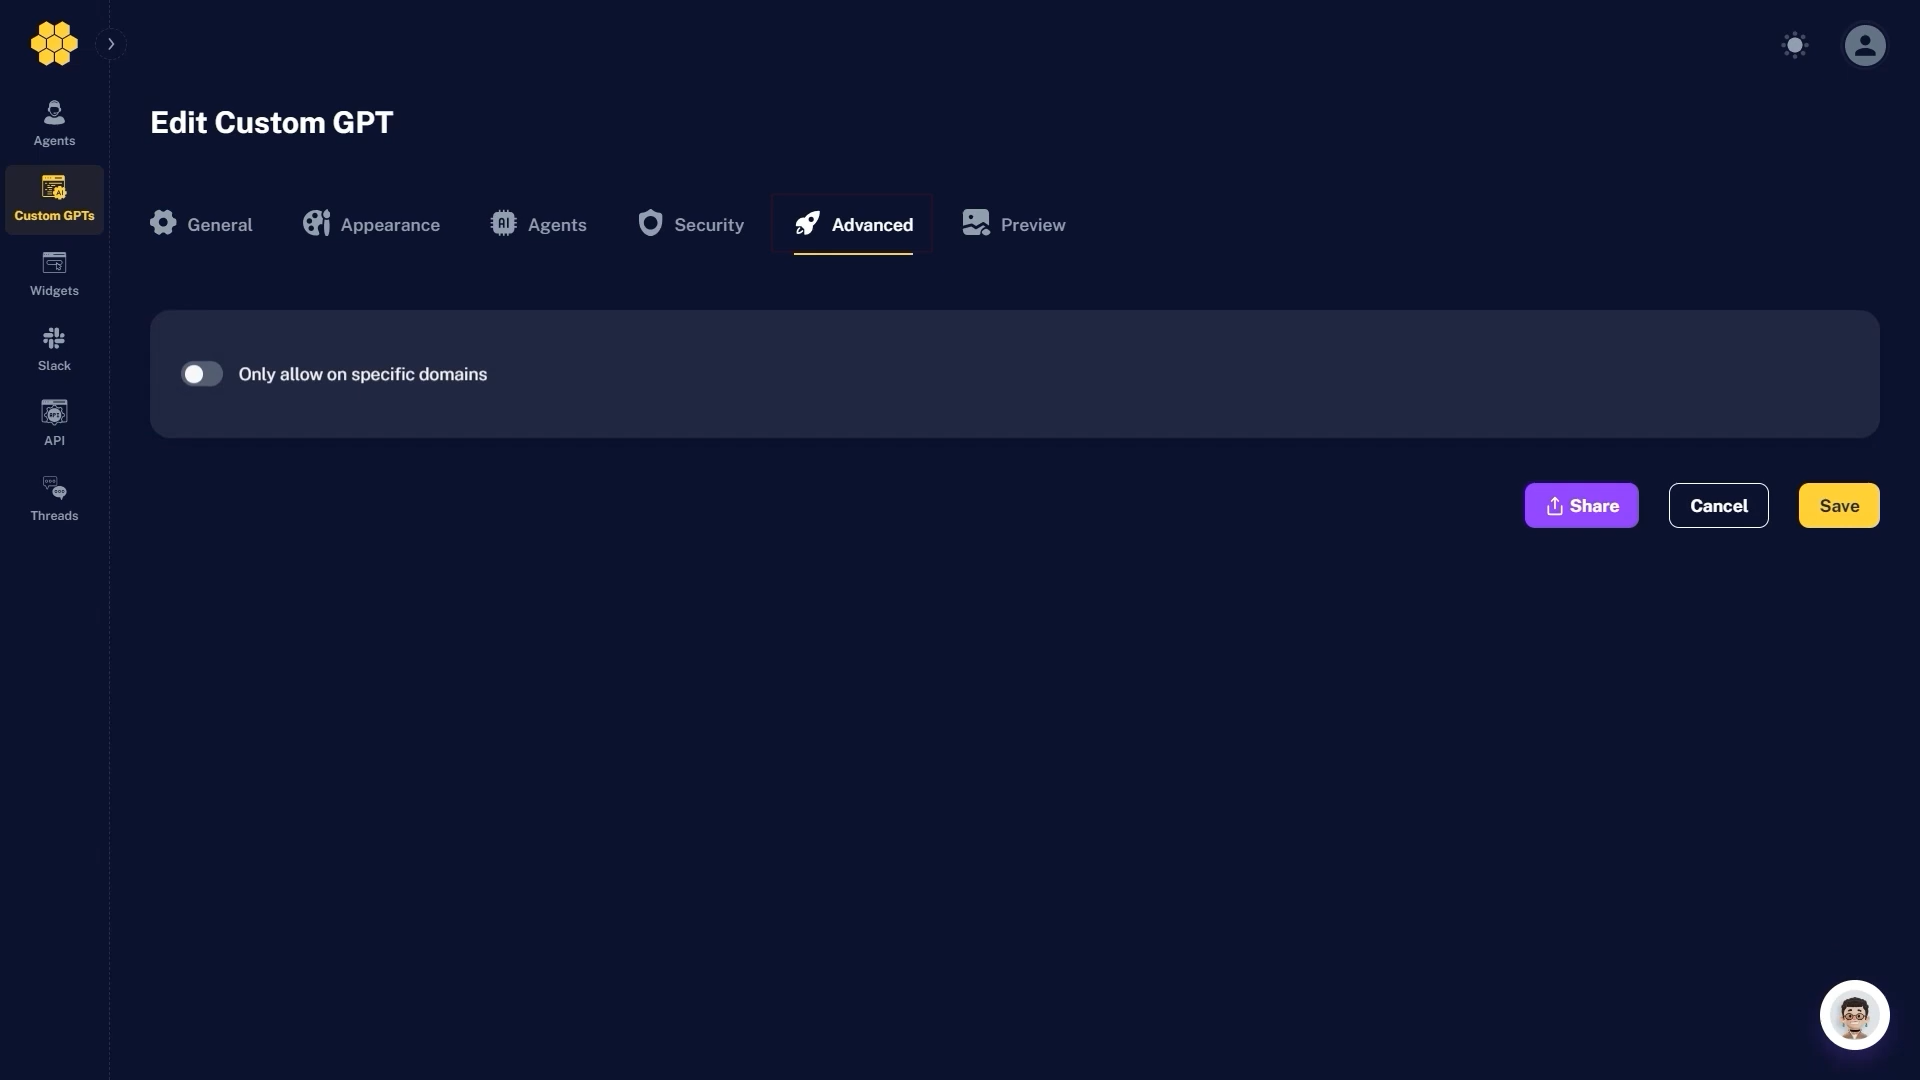 Agents
Custom GPTs
Widgets
Slack
API
Threads
Edit Custom GPT
General
Appearance
Agents
Security
Advanced
Preview
Only allow on specific domains
Share
Cancel
Save